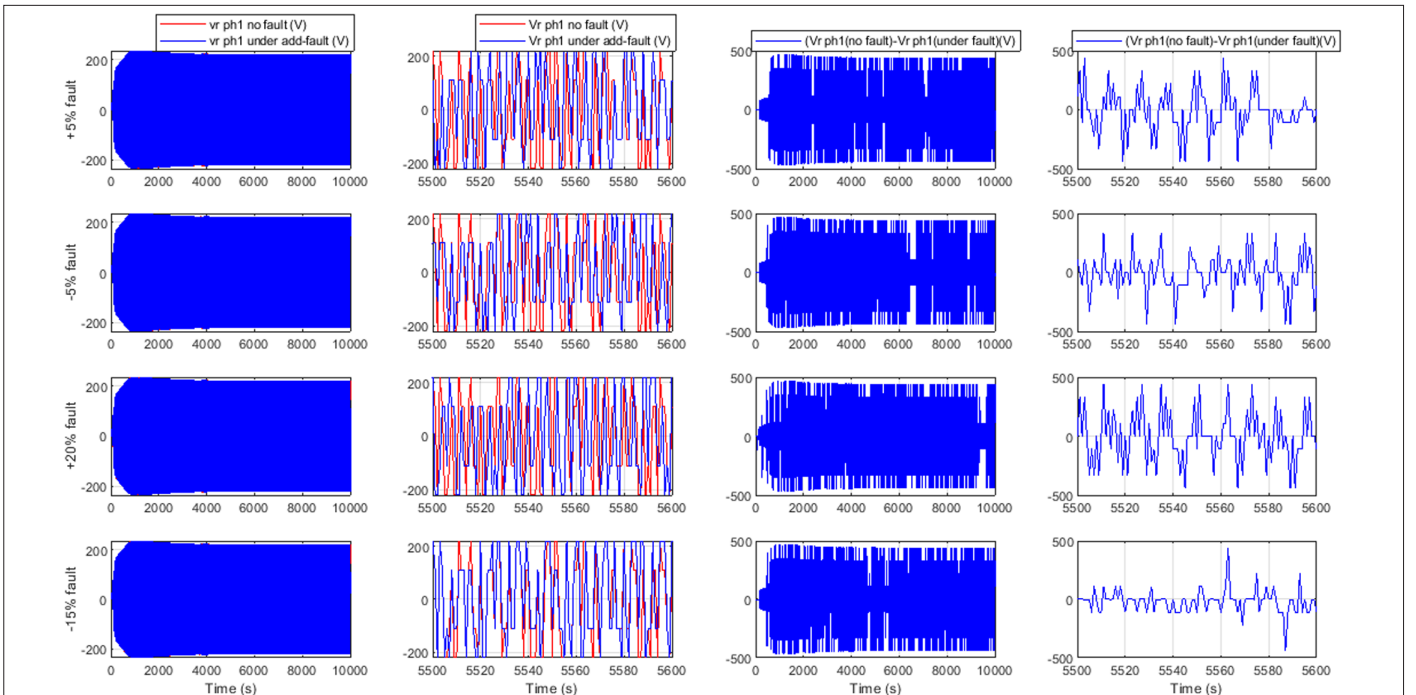 vr ph1 no fault (V)
vr ph1 under add-fault (V)
Vr ph1 no fault (V)
Vr ph1 under add-fault (V)
(Vr ph1(no fault)-Vr ph1(under fault)(V)
(Vr ph1(no fault)-Vr ph1(under fault)(V)
+5% fault
200
0
-200
0 2000 4000 6000 8000 10000
200
0
-200
5500 5520 5540 5560 5580 5600
500
0
-500
0 2000 4000 6000 8000 10000
500
0
-500
5500 5520 5540 5560 5580 5600
-5% fault
200
0
-200
0 2000 4000 6000 8000 10000
200
0
-200
5500 5520 5540 5560 5580 5600
500
0
-500
0 2000 4000 6000 8000 10000
500
0
-500
5500 5520 5540 5560 5580 5600
+20% fault
200
0
-200
0 2000 4000 6000 8000 10000
200
0
-200
5500 5520 5540 5560 5580 5600
500
0
-500
0 2000 4000 6000 8000 10000
500
0
-500
5500 5520 5540 5560 5580 5600
-15% fault
200
0
-200
0 2000 4000 6000 8000 10000
Time (s)
200
0
-200
5500 5520 5540 5560 5580 5600
Time (s)
500
0
-500
0 2000 4000 6000 8000 10000
Time (s)
500
0
-500
5500 5520 5540 5560 5580 5600
Time (s)